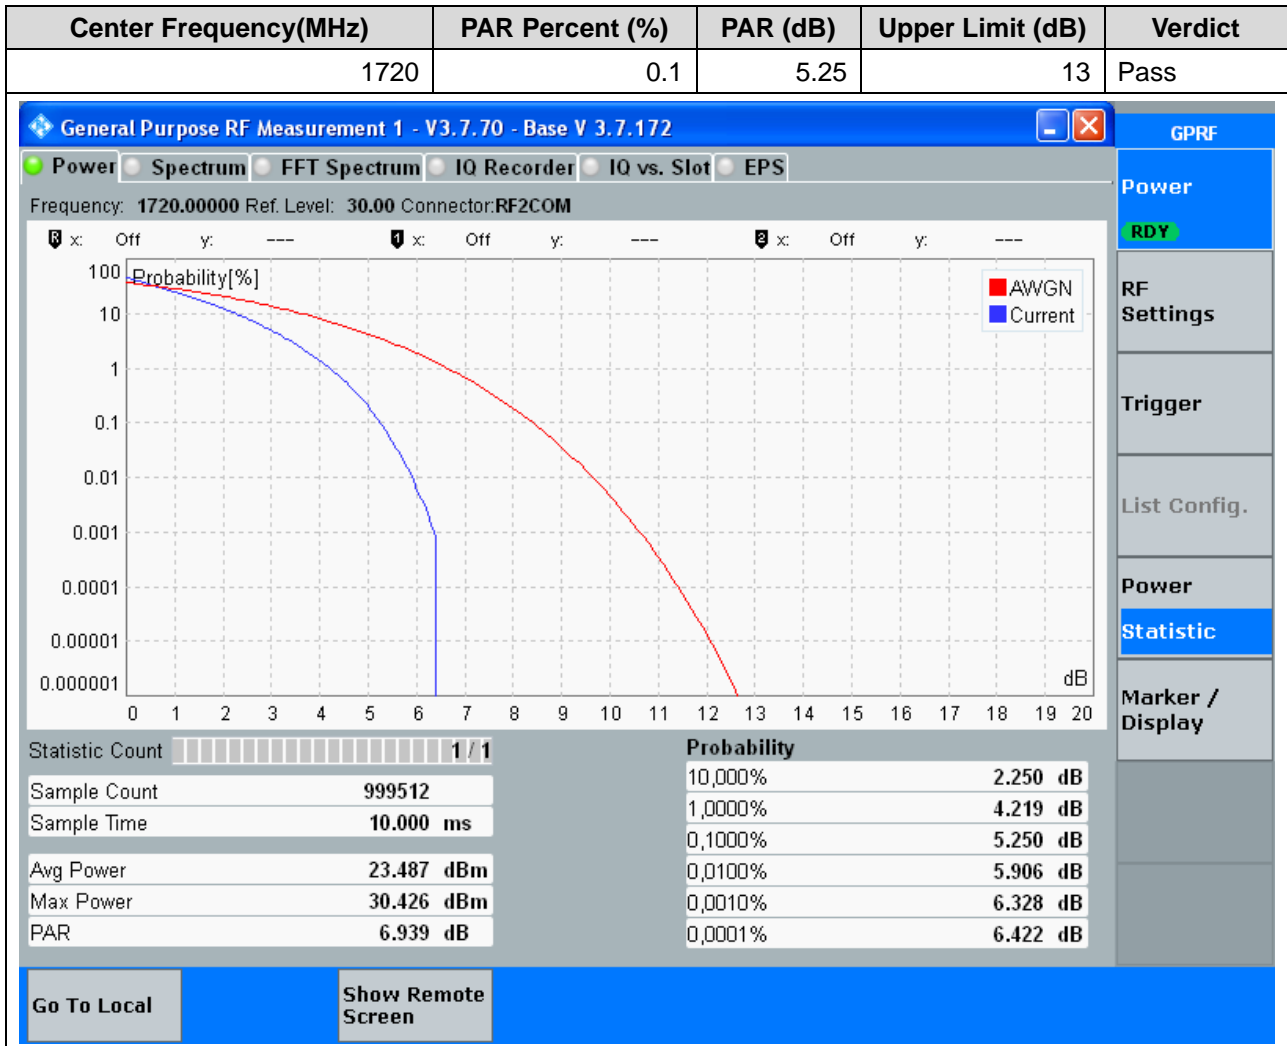 Center Frequency(MHz) PAR Percent (%) PAR (dB) Upper Limit (dB) Verdict
1720 0.1 5.25 13 Pass
General Purpose RF Measurement 1 - V3.7.70 - Base V 3.7.172
GPRF
Power Spectrum FFT Spectrum IQ Recorder IQ vs. Slot EPS
Power
RDY
Frequency: 1720.00000 Ref. Level: 30.00 Connector:RF2COM
R x: Off y: --- 1 x: Off y: --- 2 x: Off y: ---
Probability[%]
AWGN
Current
100
10
1
0.1
0.01
0.001
0.0001
0.00001
0.000001
dB
0 1 2 3 4 5 6 7 8 9 10 11 12 13 14 15 16 17 18 19 20
RF
Settings
Trigger
List Config.
Power
Statistic
Marker /
Display
Statistic Count 1 / 1
Sample Count 999512
Sample Time 10.000 ms
Avg Power 23.487 dBm
Max Power 30.426 dBm
PAR 6.939 dB
Probability
10,000% 2.250 dB
1,0000% 4.219 dB
0,1000% 5.250 dB
0,0100% 5.906 dB
0,0010% 6.328 dB
0,0001% 6.422 dB
Go To Local
Show Remote
Screen